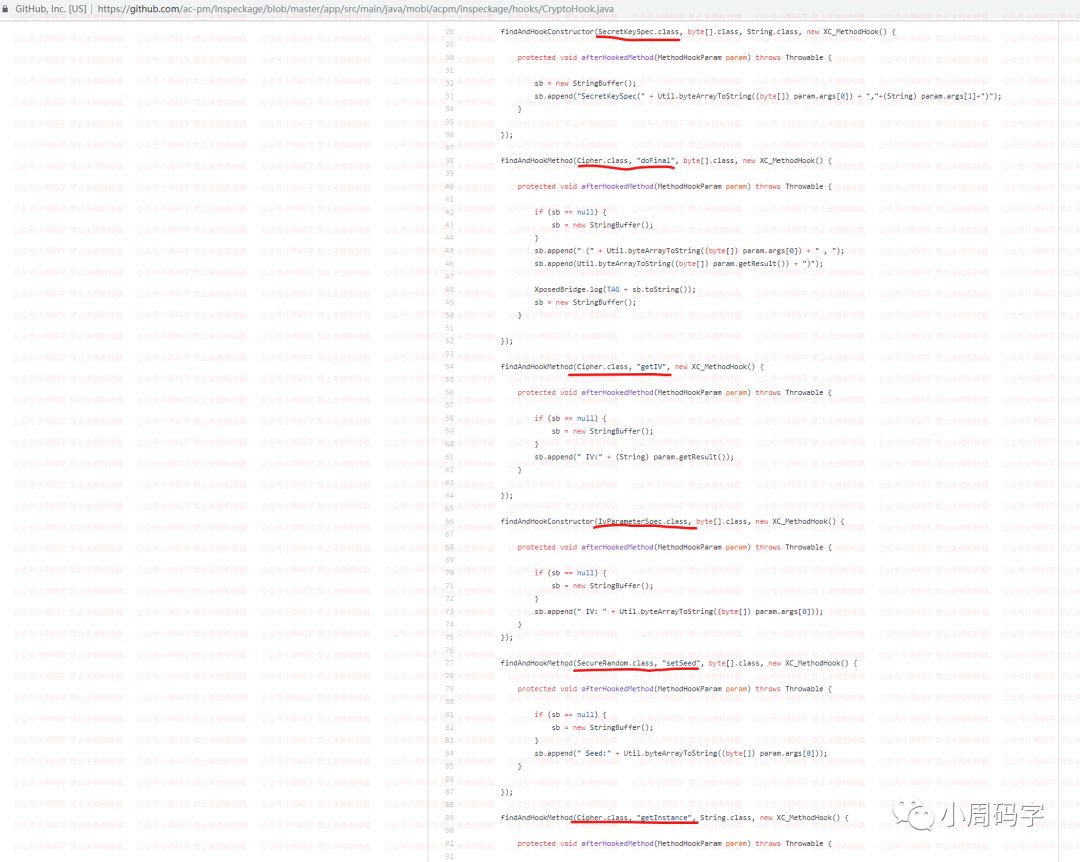 GitHub, Inc. [US] | https://github.com/ac-pm/Inspeckage/blob/master/app/src/main/java/mobi/acpm/inspeckage/hooks/CryptoHook.java
28 findAndHookConstructor(SecretKeySpec.class, byte[].class, String.class, new XC_MethodHook() {
29
30 protected void afterHookedMethod(MethodHookParam param) throws Throwable {
31
32 sb = new StringBuffer();
33 sb.append("SecretKeySpec(" + Util.byteArrayToString((byte[]) param.args[0]) + ","+(String) param.args[1]+")");
34 }
35
36 });
37
38 findAndHookMethod(Cipher.class, "doFinal", byte[].class, new XC_MethodHook() {
39
40 protected void afterHookedMethod(MethodHookParam param) throws Throwable {
41
42 if (sb == null) {
43 sb = new StringBuffer();
44 }
45 sb.append(" (" + Util.byteArrayToString((byte[]) param.args[0]) + " , ");
46 sb.append(Util.byteArrayToString((byte[]) param.getResult()) + ")");
47
48 XposedBridge.log(TAG + sb.toString());
49 sb = new StringBuffer();
50 }
51
52 });
53
54 findAndHookMethod(Cipher.class, "getIV", new XC_MethodHook() {
55
56 protected void afterHookedMethod(MethodHookParam param) throws Throwable {
57
58 if (sb == null) {
59 sb = new StringBuffer();
60 }
61 sb.append(" IV:" + (String) param.getResult());
62 }
63
64 });
65
66 findAndHookConstructor(IvParameterSpec.class, byte[].class, new XC_MethodHook() {
67
68 protected void afterHookedMethod(MethodHookParam param) throws Throwable {
69
70 if (sb == null) {
71 sb = new StringBuffer();
72 }
73 sb.append(" IV: " + Util.byteArrayToString((byte[]) param.args[0]));
74 }
75 });
76
77 findAndHookMethod(SecureRandom.class, "setSeed", byte[].class, new XC_MethodHook() {
78
79 protected void afterHookedMethod(MethodHookParam param) throws Throwable {
80
81 if (sb == null) {
82 sb = new StringBuffer();
83 }
84 sb.append(" Seed:" + Util.byteArrayToString((byte[]) param.args[0]));
85 }
86
87 });
88
89 findAndHookMethod(Cipher.class, "getInstance", String.class, new XC_MethodHook() {
90
91 protected void afterHookedMethod(MethodHookParam param) throws Throwable {
92
小周码字